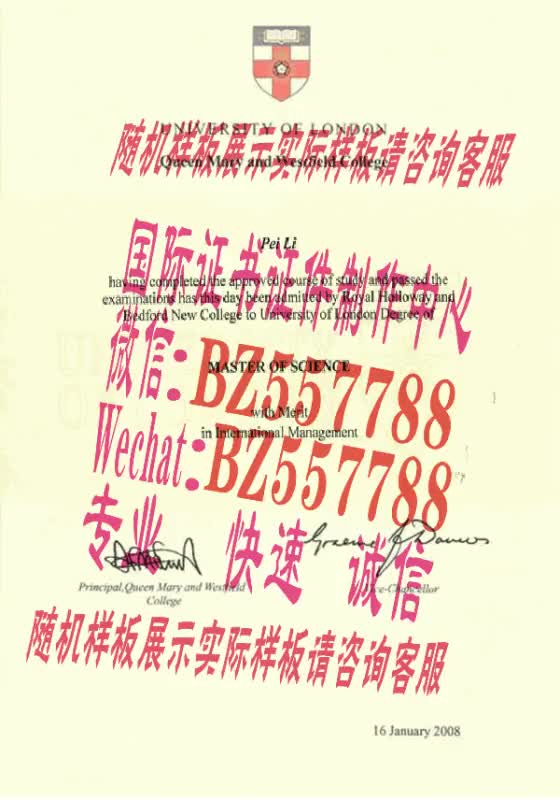 UNIVERSITY OF LONDON
随机样板展示实际样板请咨询客服
Queen Mary and Westfield College
Pei Li
国际证书证件制作中心
having completed the approved course of study and passed the
examinations has this day been admitted by Royal Holloway and
Bedford New College to University of London Degree of
微信:BZ557788
MASTER OF SCIENCE
with Merit
in International Management
Wechat:BZ557788
专业 快速 诚信
Principal,Queen Mary and Westfield
College
Vice-Chancellor
随机样板展示实际样板请咨询客服
16 January 2008